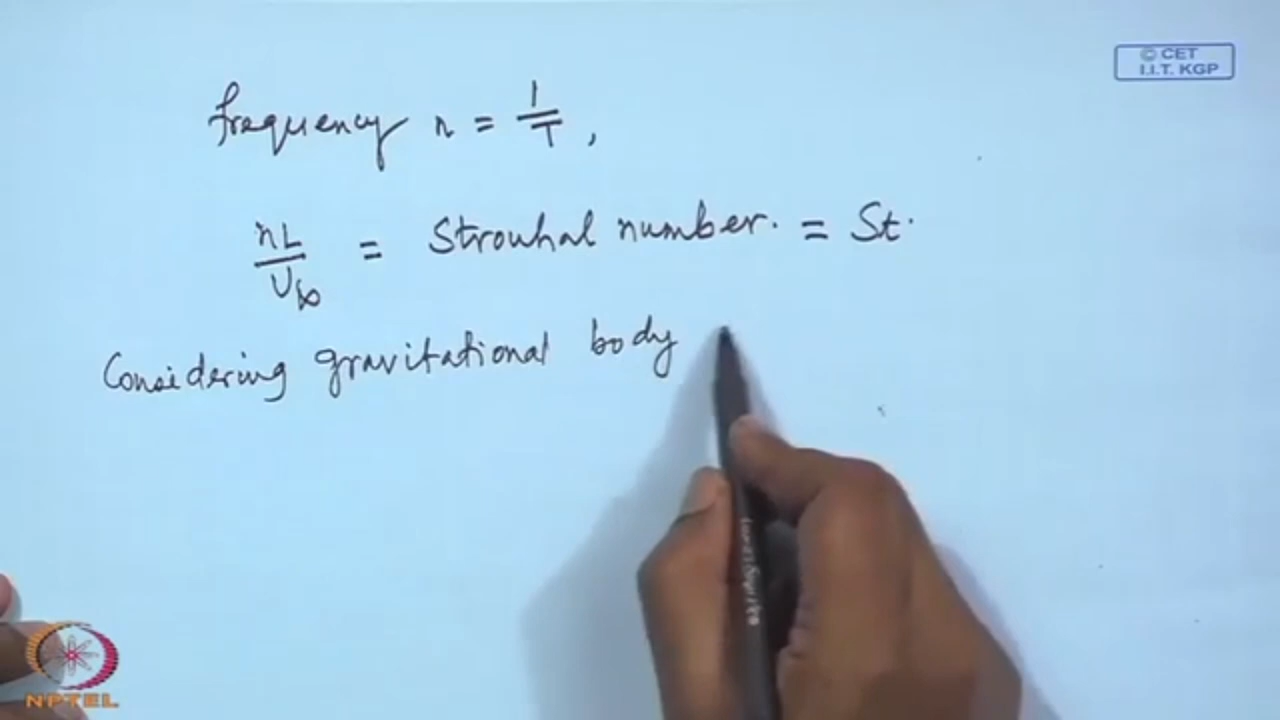 © CET
I.I.T. KGP
frequency n = 1/T,
nL/U∞ = Strouhal number. = St.
Considering gravitational body
NPTEL